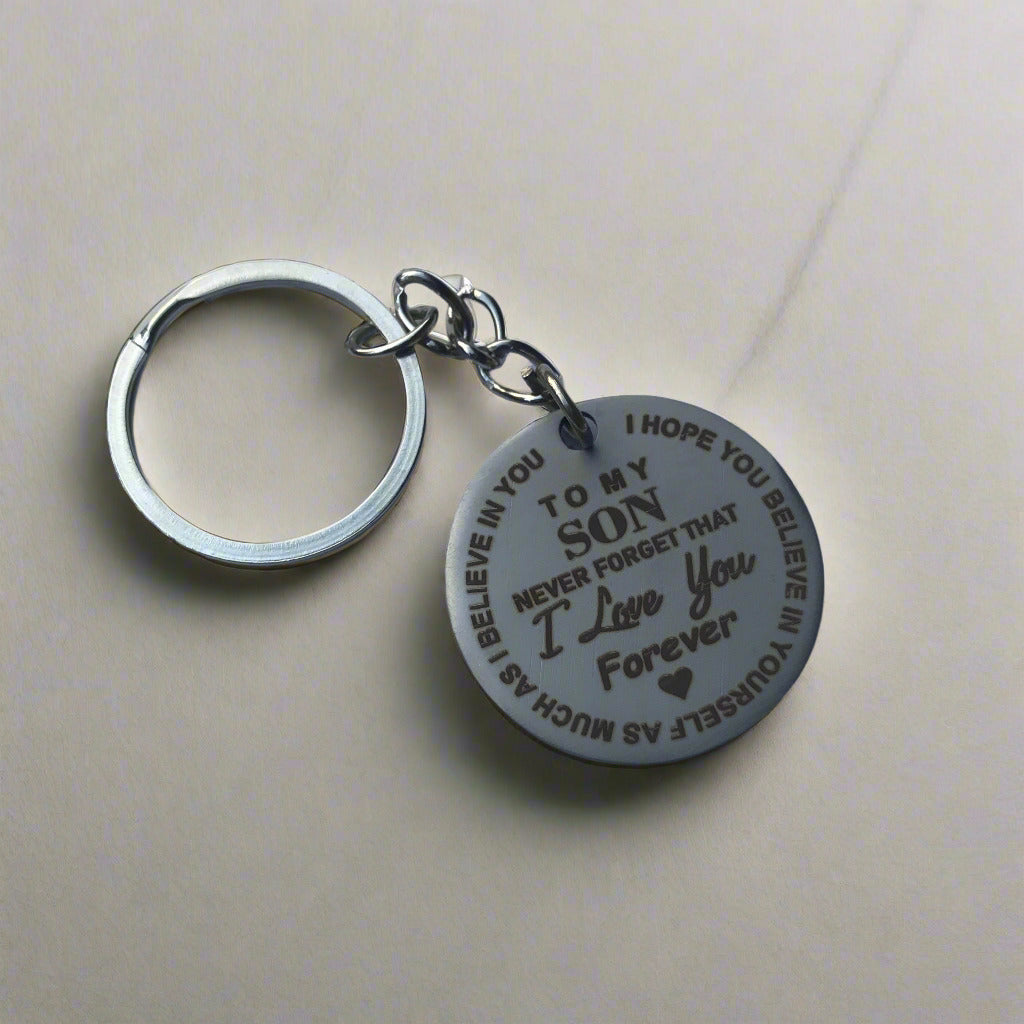 TO MY
SON
NEVER FORGET THAT
I Love You
Forever
I HOPE YOU BELIEVE IN YOURSELF AS MUCH AS I BELIEVE IN YOU